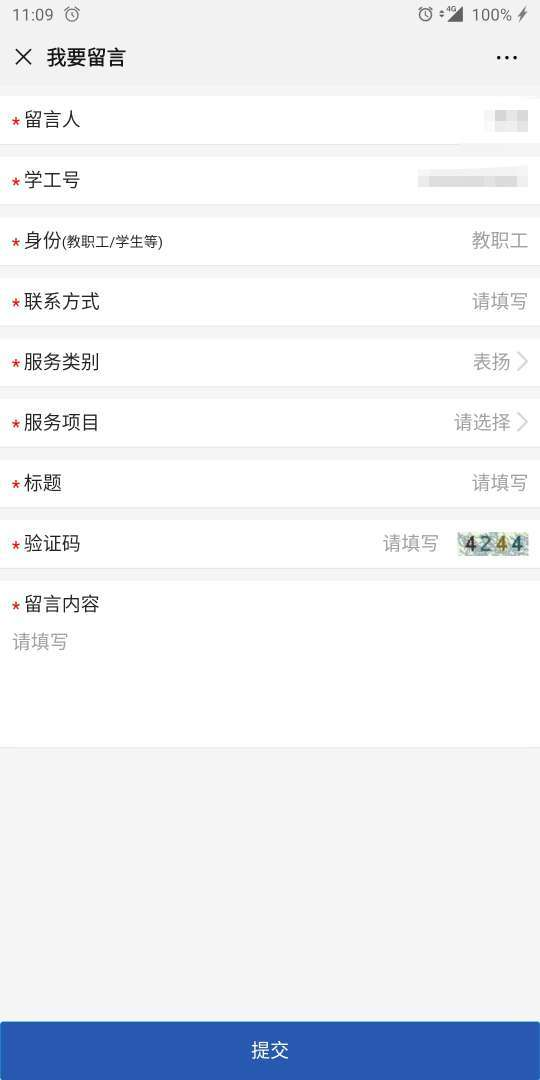 11:09 4G 100%
我要留言
*留言人
*学工号
*身份(教职工/学生等) 教职工
*联系方式 请填写
*服务类别 表扬
*服务项目 请选择
*标题 请填写
*验证码 请填写 4244
*留言内容
请填写
提交